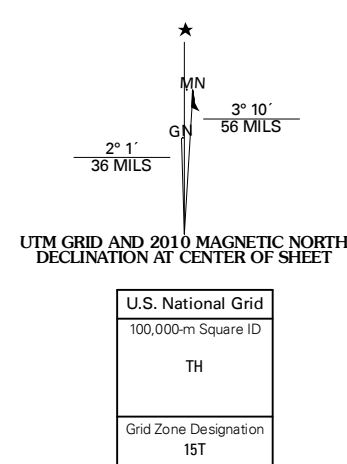 MN
3° 10´
56 MILS
GN
2° 1´
36 MILS
UTM GRID AND 2010 MAGNETIC NORTH
DECLINATION AT CENTER OF SHEET
U.S. National Grid
100,000-m Square ID
TH
Grid Zone Designation
15T